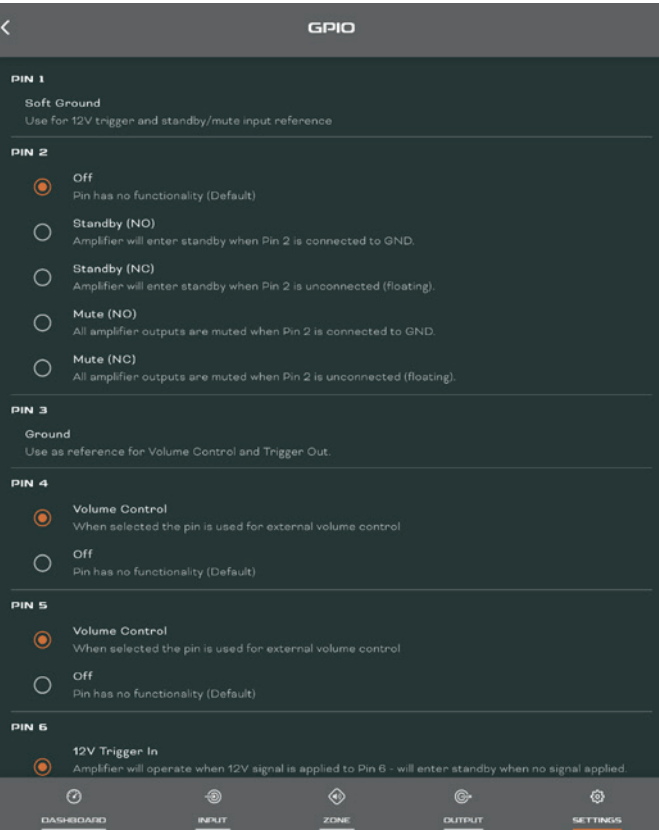 GPIO
PIN 1
Soft Ground
Use for 12V trigger and standby/mute input reference
PIN 2
Off
Pin has no functionality (Default)
Standby (NO)
Amplifier will enter standby when Pin 2 is connected to GND.
Standby (NC)
Amplifier will enter standby when Pin 2 is unconnected (floating).
Mute (NO)
All amplifier outputs are muted when Pin 2 is connected to GND.
Mute (NC)
All amplifier outputs are muted when Pin 2 is unconnected (floating).
PIN 3
Ground
Use as reference for Volume Control and Trigger Out.
PIN 4
Volume Control
When selected the pin is used for external volume control
Off
Pin has no functionality (Default)
PIN 5
Volume Control
When selected the pin is used for external volume control
Off
Pin has no functionality (Default)
PIN 6
12V Trigger In
Amplifier will operate when 12V signal is applied to Pin 6 - will enter standby when no signal applied.
DASHBOARD INPUT ZONE OUTPUT SETTINGS